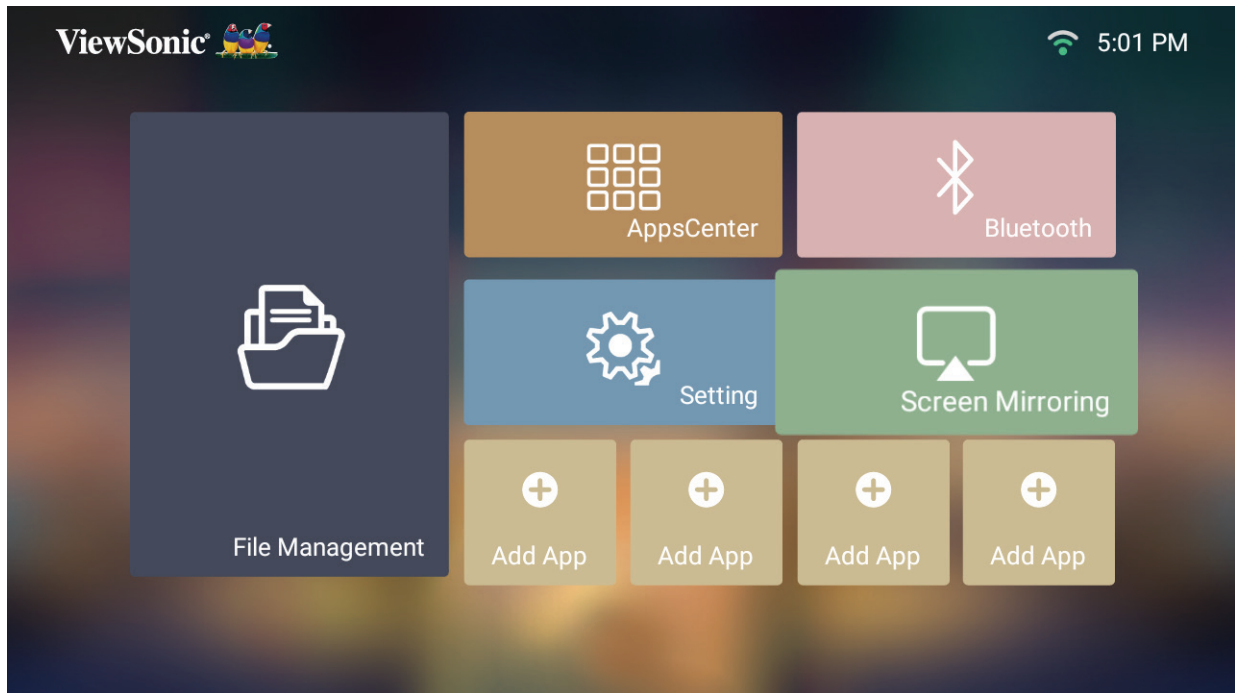 ViewSonic®
5:01 PM
AppsCenter
Bluetooth
Setting
Screen Mirroring
File Management
Add App
Add App
Add App
Add App